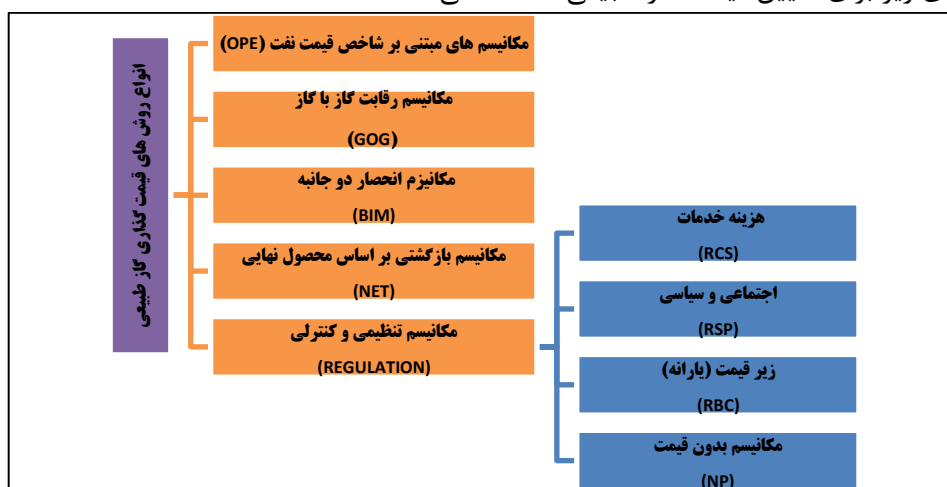 انواع روش های قیمت گذاری گاز طبیعی
مکانیسم های مبتنی بر شاخص قیمت نفت (OPE)
مکانیسم رقابت گاز با گاز
(GOG)
مکانیزم انحصار دو جانبه
(BIM)
مکانیسم بازگشتی بر اساس محصول نهایی
(NET)
مکانیسم تنظیمی و کنترلی
(REGULATION)
هزینه خدمات
(RCS)
اجتماعی و سیاسی
(RSP)
زیر قیمت (یارانه)
(RBC)
مکانیسم بدون قیمت
(NP)